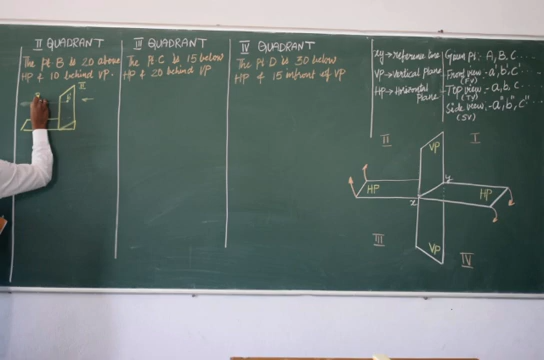 II QUADRANT
The pt B is 20 above
HP & 10 behind VP.
II
III QUADRANT
The pt C is 15 below
HP & 20 behind VP
IV QUADRANT
The pt D is 30 below
HP & 15 infront of VP
xy → reference line
VP → Vertical plane
HP → Horizontal
plane
Given pt. - A, B, C...
Front view - a', b', c'...
(FV)
Top view - a, b, c...
(TV)
Side view - a", b", c"...
(SV)
VP
I
II
y
HP
HP
x
III
VP
IV